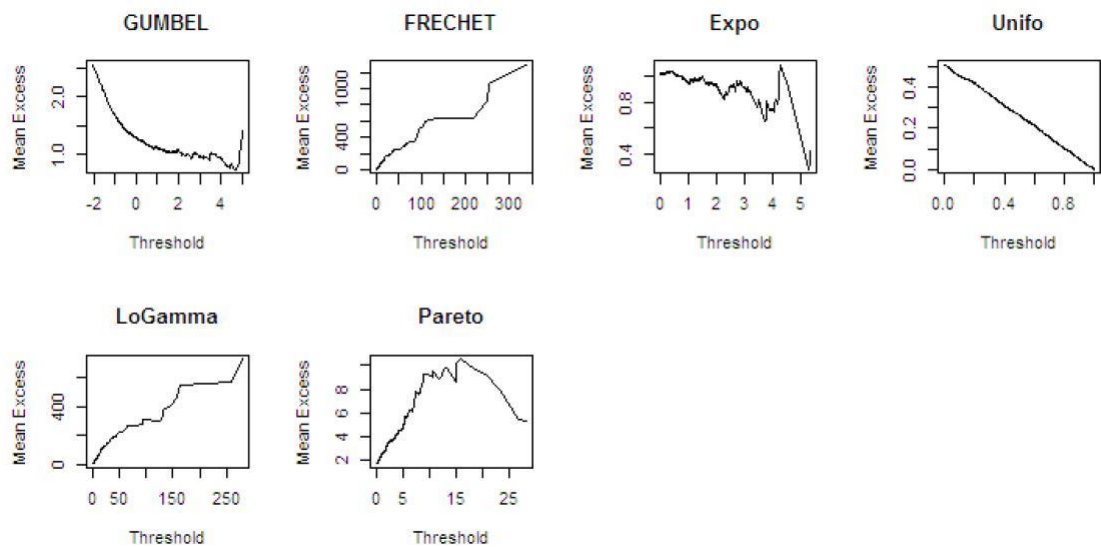 GUMBEL
Mean Excess
1.0 2.0
-2 0 2 4
Threshold
FRECHET
Mean Excess
0 400 1000
0 100 200 300
Threshold
Expo
Mean Excess
0.4 0.8
0 1 2 3 4 5
Threshold
Unifo
Mean Excess
0.0 0.2 0.4
0.0 0.4 0.8
Threshold
LoGamma
Mean Excess
0 400
0 50 150 250
Threshold
Pareto
Mean Excess
2 4 6 8
0 5 15 25
Threshold